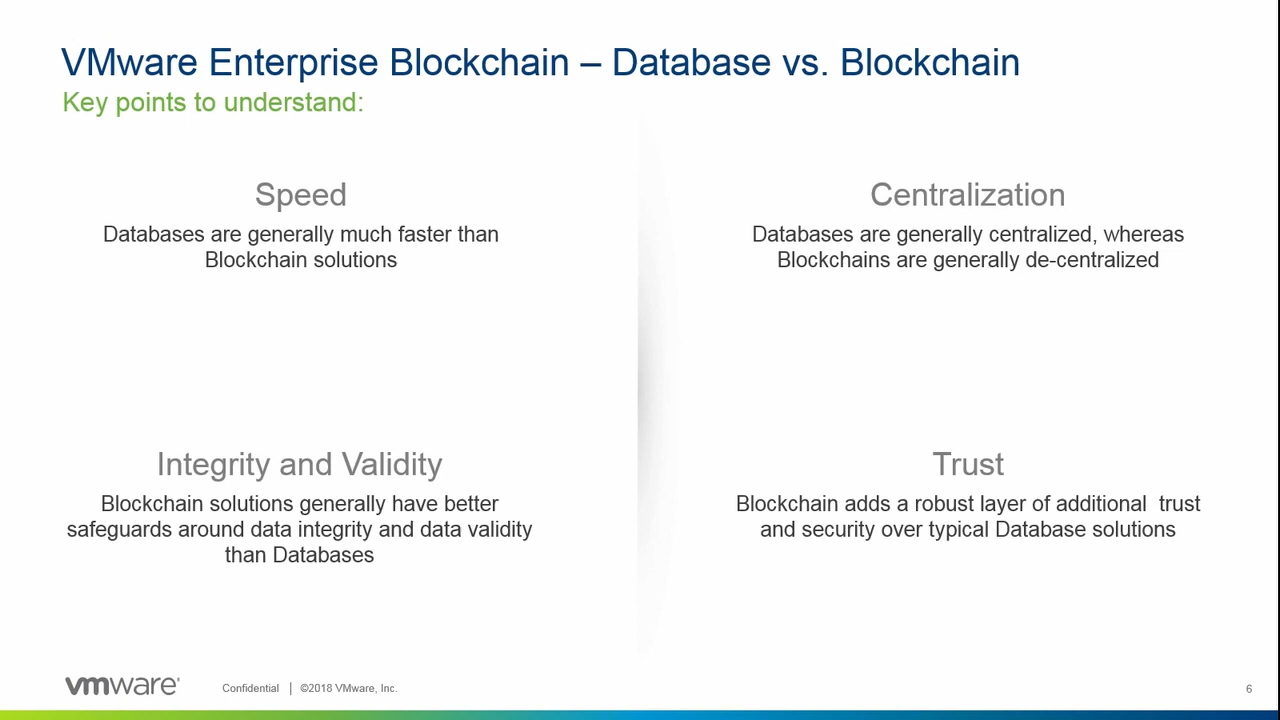 VMware Enterprise Blockchain – Database vs. Blockchain
Key points to understand:
Speed
Databases are generally much faster than
Blockchain solutions
Centralization
Databases are generally centralized, whereas
Blockchains are generally de-centralized
Integrity and Validity
Blockchain solutions generally have better
safeguards around data integrity and data validity
than Databases
Trust
Blockchain adds a robust layer of additional  trust
and security over typical Database solutions
vmware®
Confidential | ©2018 VMware, Inc.
6